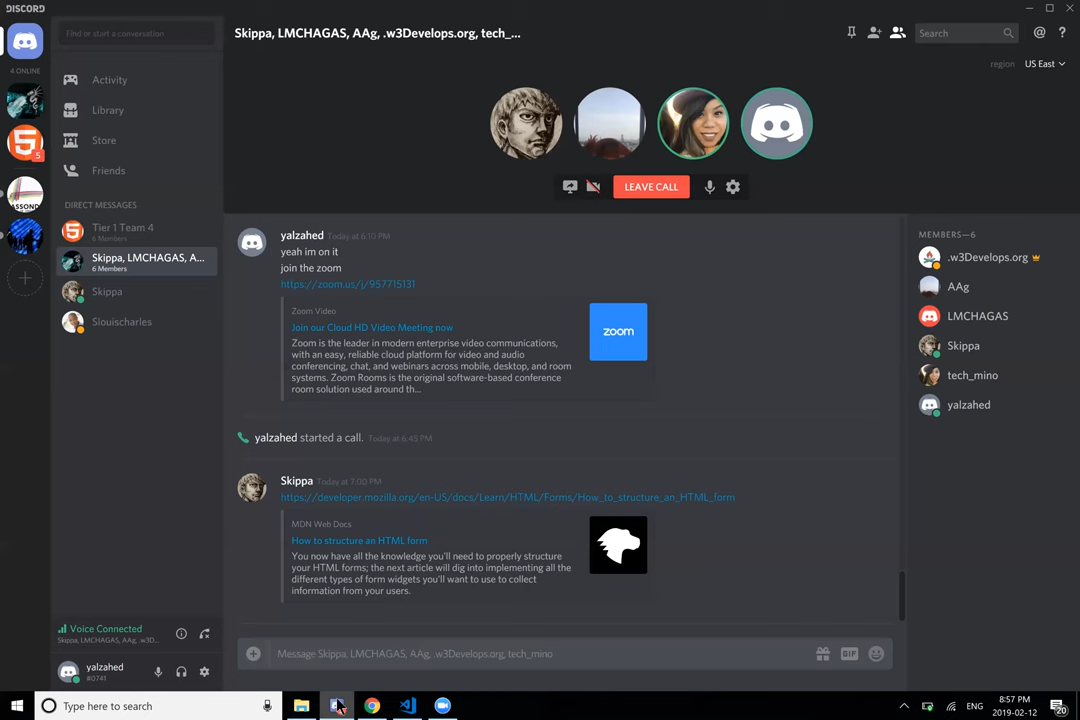 DISCORD
Find or start a conversation
Skippa, LMCHAGAS, AAg, .w3Develops.org, tech_...
Search
region US East
4 ONLINE
Activity
Library
Store
Friends
5
DIRECT MESSAGES
Tier 1 Team 4
6 Members
Skippa, LMCHAGAS, A...
6 Members
Skippa
Slouischarles
LEAVE CALL
yalzahed Today at 6:10 PM
yeah im on it
join the zoom
https://zoom.us/j/957715131
Zoom Video
Join our Cloud HD Video Meeting now
Zoom is the leader in modern enterprise video communications,
with an easy, reliable cloud platform for video and audio
conferencing, chat, and webinars across mobile, desktop, and room
systems. Zoom Rooms is the original software-based conference
room solution used around th...
zoom
yalzahed started a call. Today at 6:45 PM
Skippa Today at 7:00 PM
https://developer.mozilla.org/en-US/docs/Learn/HTML/Forms/How_to_structure_an_HTML_form
MDN Web Docs
How to structure an HTML form
You now have all the knowledge you'll need to properly structure
your HTML forms; the next article will dig into implementing all the
different types of form widgets you'll want to use to collect
information from your users.
MEMBERS—6
.w3Develops.org
AAg
LMCHAGAS
Skippa
tech_mino
yalzahed
Voice Connected
Skippa, LMCHAGAS, AAg, .w3D...
yalzahed
#0741
Message Skippa, LMCHAGAS, AAg, .w3Develops.org, tech_mino
GIF
Type here to search
ENG
8:57 PM
2019-02-12
20